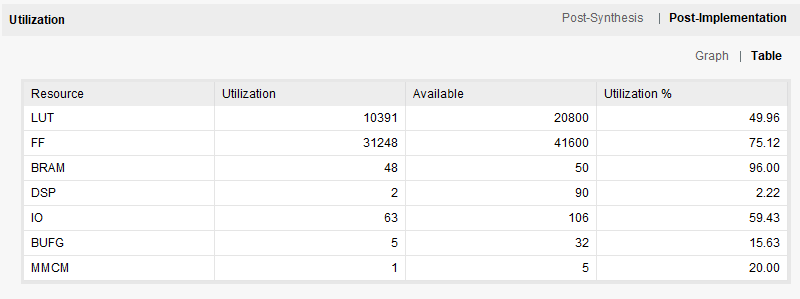 Utilization Post-Synthesis | Post-Implementation
Graph | Table
Resource Utilization Available Utilization %
LUT 10391 20800 49.96
FF 31248 41600 75.12
BRAM 48 50 96.00
DSP 2 90 2.22
IO 63 106 59.43
BUFG 5 32 15.63
MMCM 1 5 20.00